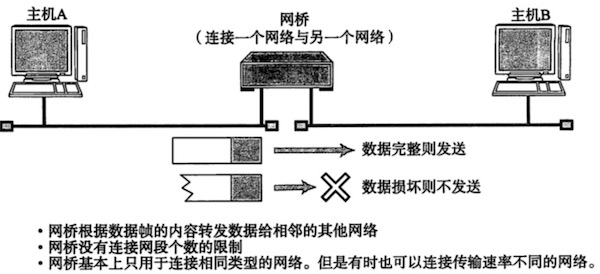 主机A
网桥
（连接一个网络与另一个网络）
主机B
数据完整则发送
数据损坏则不发送
• 网桥根据数据帧的内容转发数据给相邻的其他网络
• 网桥没有连接网段个数的限制
• 网桥基本上只用于连接相同类型的网络。但是有时也可以连接传输速率不同的网络。